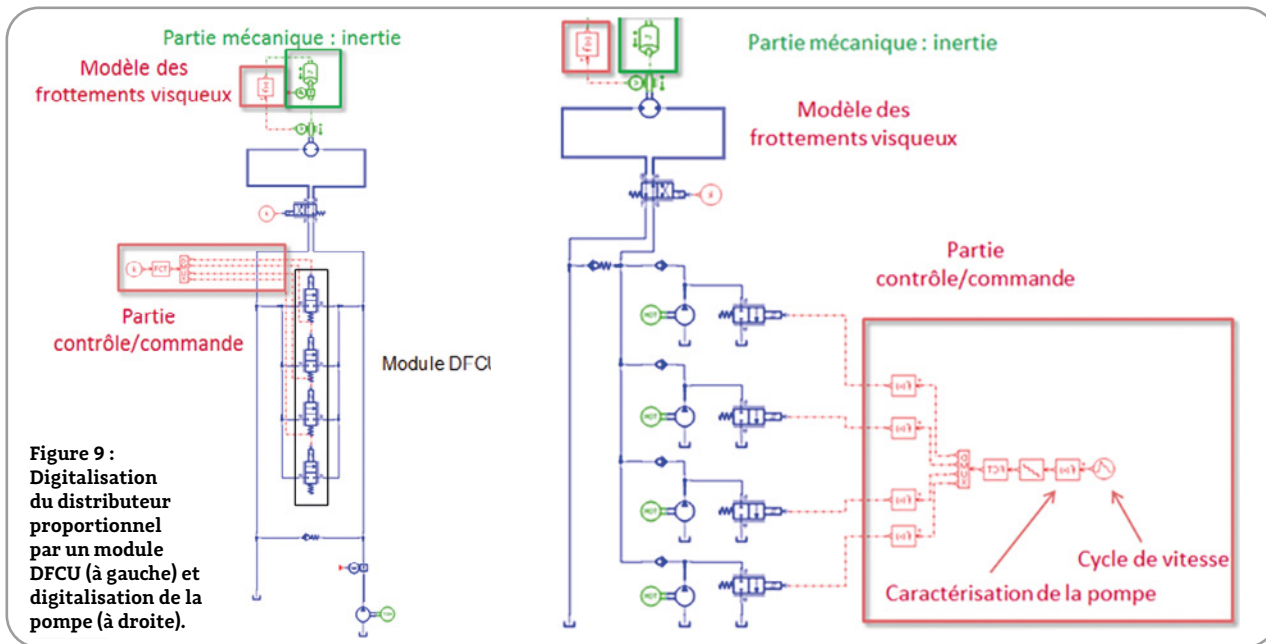 Partie mécanique : inertie
Modèle des
frottements visqueux
Partie
contrôle/commande
Module DFCU
Figure 9 :
Digitalisation
du distributeur
proportionnel
par un module
DFCU (à gauche) et
digitalisation de la
pompe (à droite).
Partie mécanique : inertie
Modèle des
frottements visqueux
Partie
contrôle/commande
Cycle de vitesse
Caractérisation de la pompe